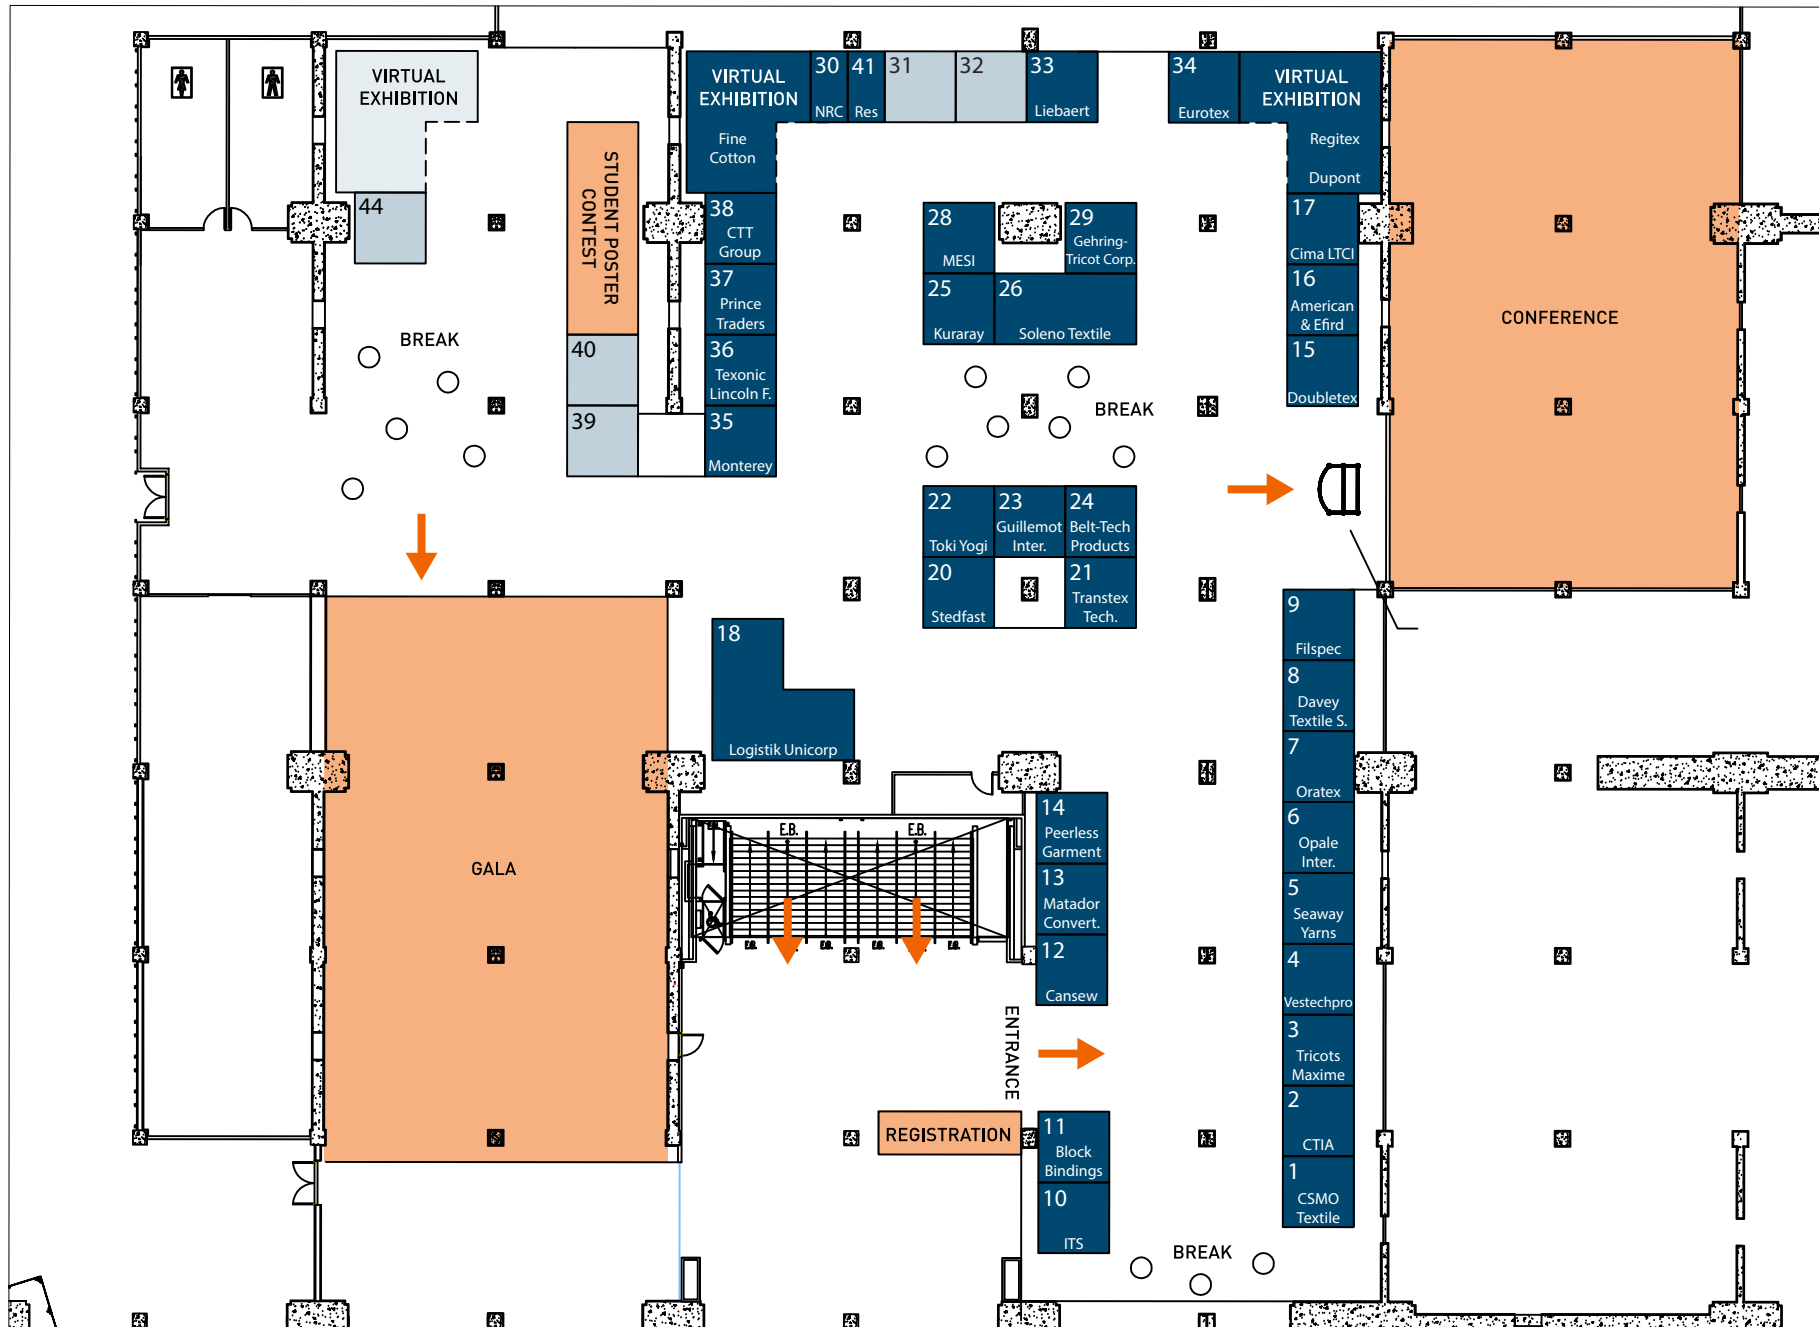 VIRTUAL
EXHIBITION
44
BREAK
STUDENT POSTER
CONTEST
40
39
VIRTUAL
EXHIBITION
Fine
Cotton
30
NRC
41
Res
31
32
33
Liebaert
34
Eurotex
VIRTUAL
EXHIBITION
Regitex
Dupont
38
CTT
Group
37
Prince
Traders
36
Texonic
Lincoln F.
35
Monterey
28
MESI
29
Gehring-
Tricot Corp.
25
Kuraray
26
Soleno Textile
BREAK
17
Cima LTCI
16
American
& Efird
15
Doubletex
CONFERENCE
22
Toki Yogi
23
Guillemot
Inter.
24
Belt-Tech
Products
20
Stedfast
21
Transtex
Tech.
18
Logistik Unicorp
GALA
E.B.
E.B.
E.B.
E.B.
E.B.
E.B.
14
Peerless
Garment
13
Matador
Convert.
12
Cansew
ENTRANCE
REGISTRATION
11
Block
Bindings
10
ITS
9
Filspec
8
Davey
Textile S.
7
Oratex
6
Opale
Inter.
5
Seaway
Yarns
4
Vestechpro
3
Tricots
Maxime
2
CTIA
1
CSMO
Textile
BREAK